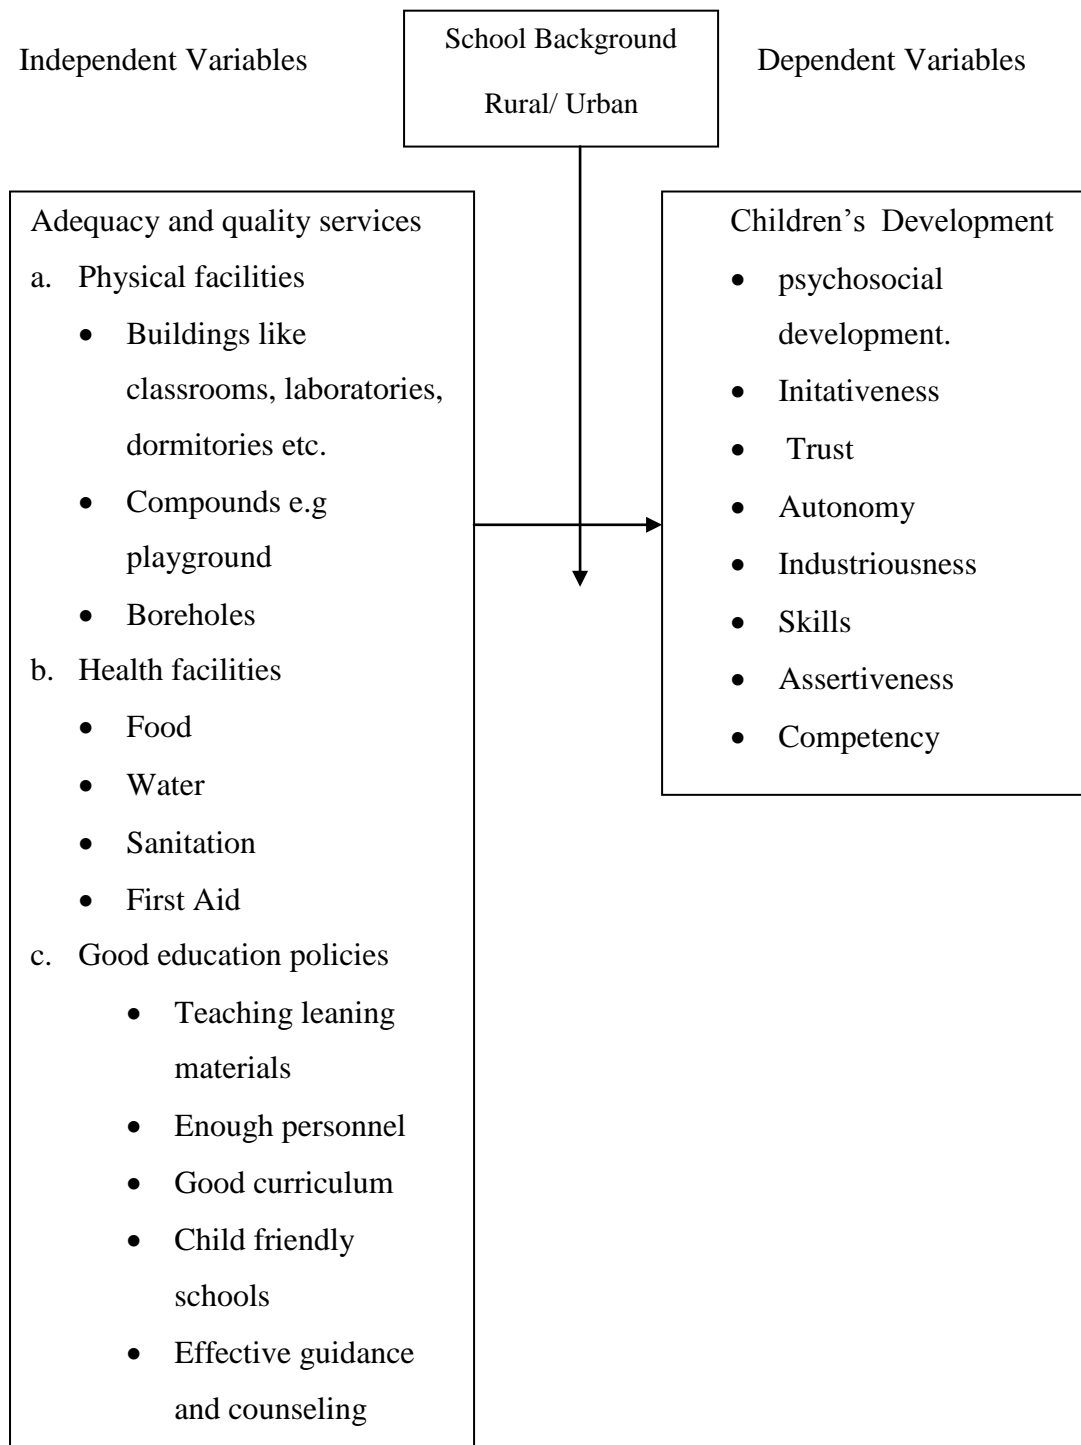 Independent Variables
School Background
Rural/ Urban
Dependent Variables
Adequacy and quality services
a. Physical facilities
• Buildings like
classrooms, laboratories,
dormitories etc.
• Compounds e.g
playground
• Boreholes
b. Health facilities
• Food
• Water
• Sanitation
• First Aid
c. Good education policies
• Teaching leaning
materials
• Enough personnel
• Good curriculum
• Child friendly
schools
• Effective guidance
and counseling
Children’s Development
• psychosocial
development.
• Initativeness
• Trust
• Autonomy
• Industriousness
• Skills
• Assertiveness
• Competency